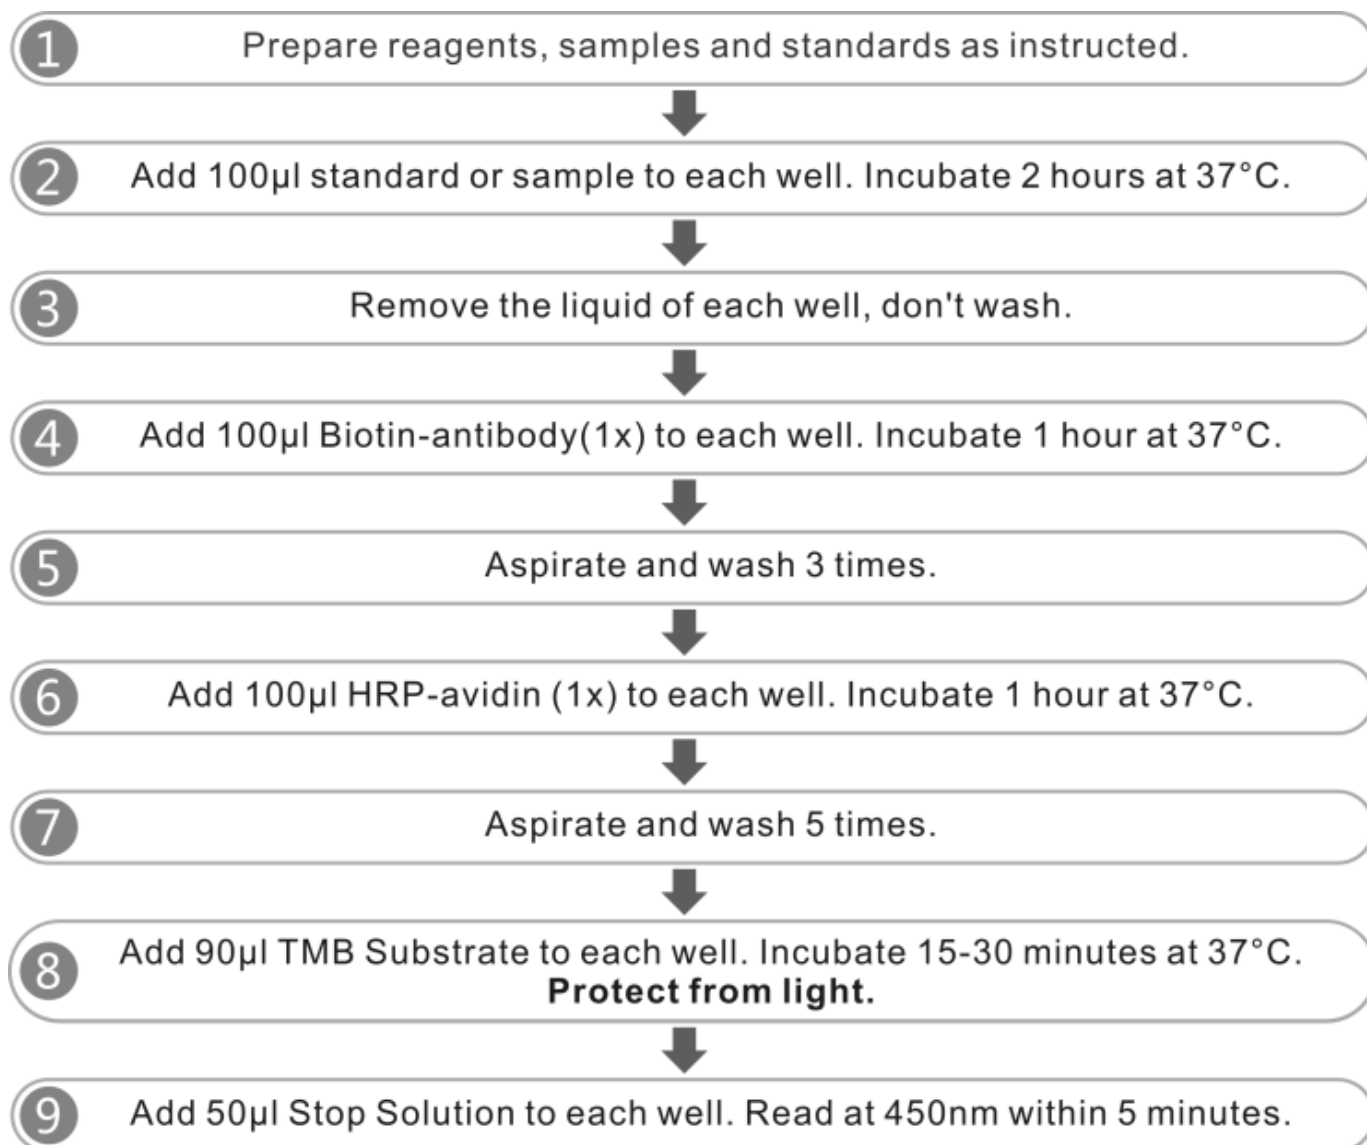 1 Prepare reagents, samples and standards as instructed.
2 Add 100µl standard or sample to each well. Incubate 2 hours at 37°C.
3 Remove the liquid of each well, don't wash.
4 Add 100µl Biotin-antibody(1x) to each well. Incubate 1 hour at 37°C.
5 Aspirate and wash 3 times.
6 Add 100µl HRP-avidin (1x) to each well. Incubate 1 hour at 37°C.
7 Aspirate and wash 5 times.
8 Add 90µl TMB Substrate to each well. Incubate 15-30 minutes at 37°C.
Protect from light.
9 Add 50µl Stop Solution to each well. Read at 450nm within 5 minutes.